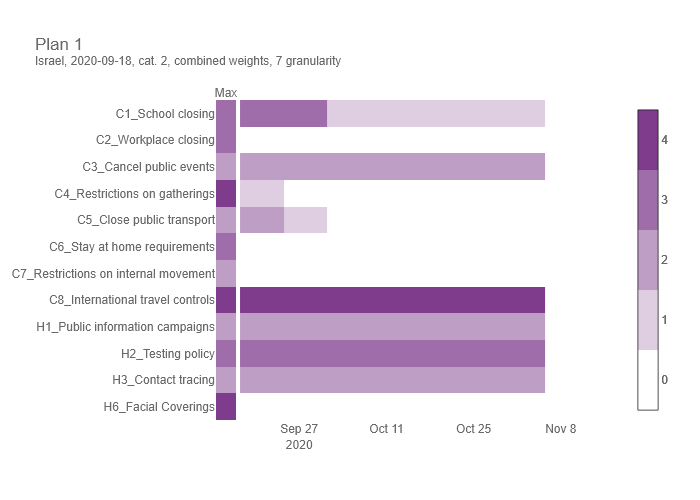 Plan 1
Israel, 2020-09-18, cat. 2, combined weights, 7 granularity
Max
C1_School closing
C2_Workplace closing
C3_Cancel public events
C4_Restrictions on gatherings
C5_Close public transport
C6_Stay at home requirements
C7_Restrictions on internal movement
C8_International travel controls
H1_Public information campaigns
H2_Testing policy
H3_Contact tracing
H6_Facial Coverings
Sep 27 Oct 11 Oct 25 Nov 8
2020
4
3
2
1
0